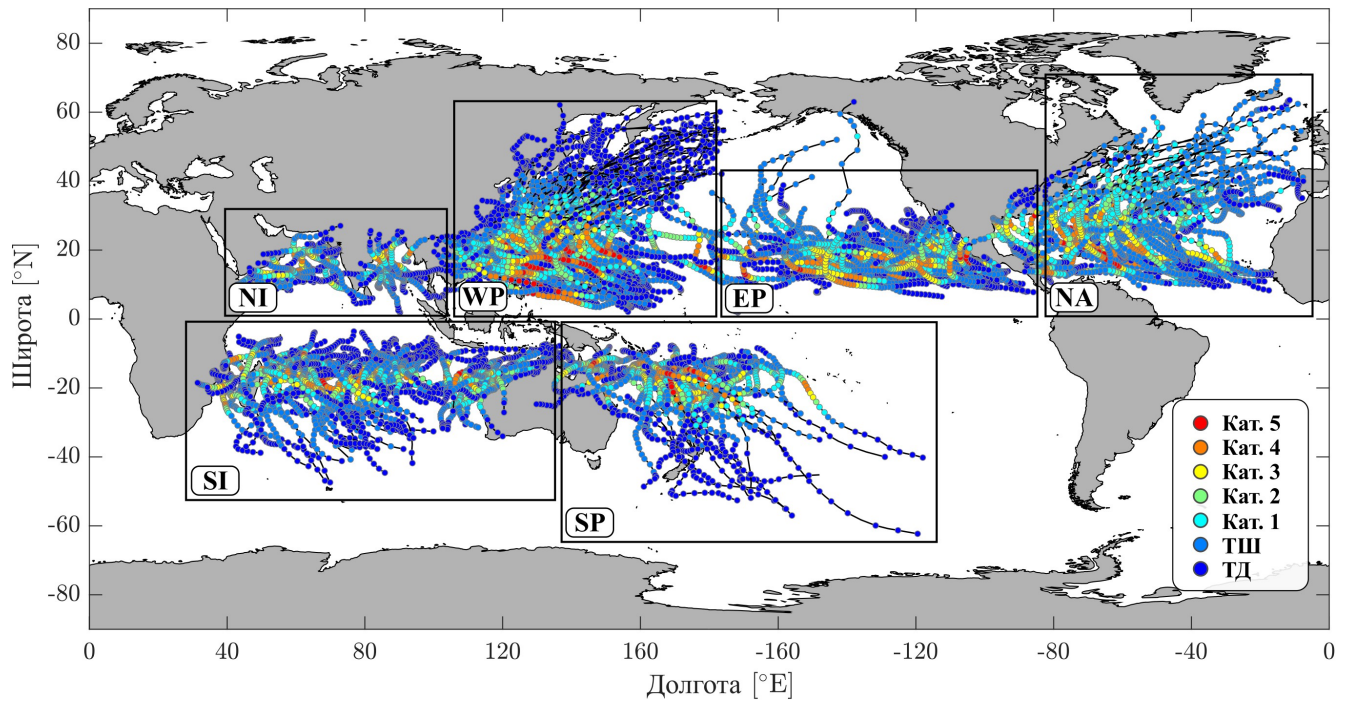 80
60
40
20
0
-20
-40
-60
-80
Широта [°N]
NI
WP
EP
NA
SI
SP
Кат. 5
Кат. 4
Кат. 3
Кат. 2
Кат. 1
ТШ
ТД
0 40 80 120 160 -160 -120 -80 -40 0
Долгота [°E]